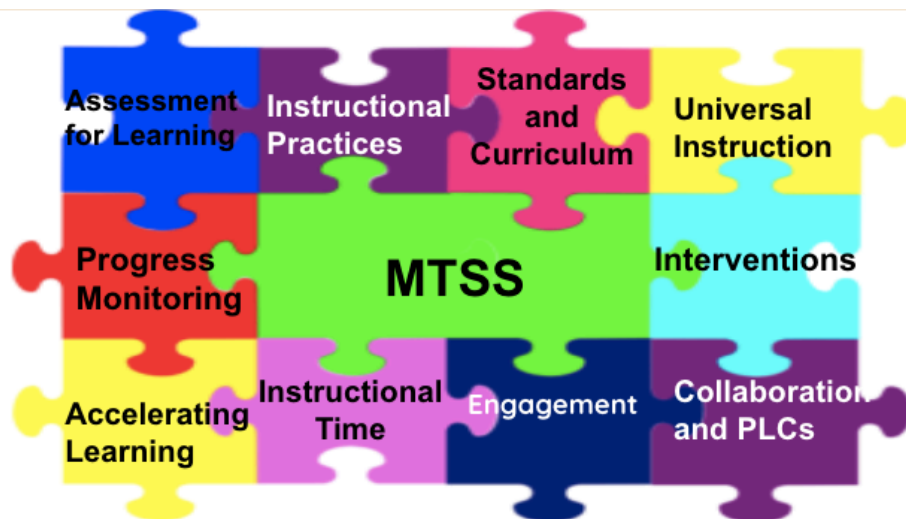 Assessment
for Learning
Instructional
Practices
Standards
and
Curriculum
Universal
Instruction
Progress
Monitoring
MTSS
Interventions
Accelerating
Learning
Instructional
Time
Engagement
Collaboration
and PLCs